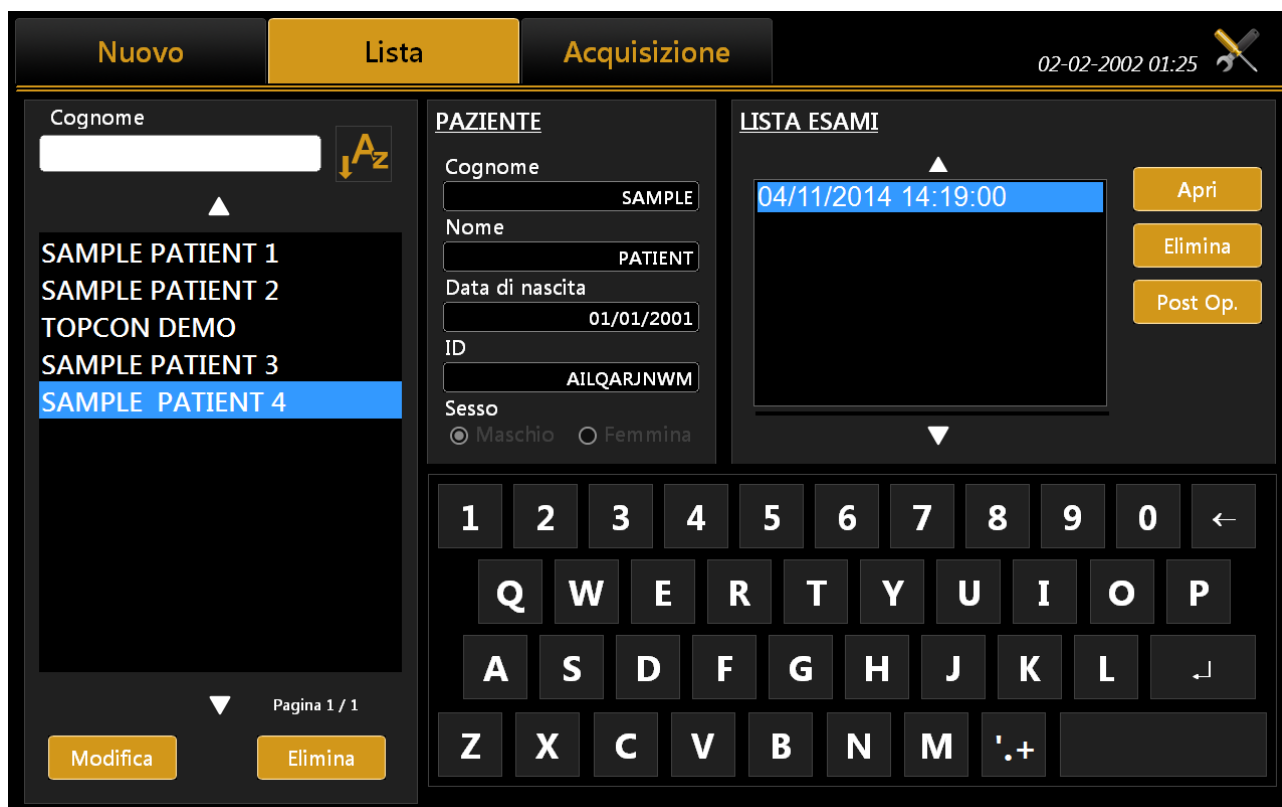 Nuovo
Lista
Acquisizione
02-02-2002 01:25
Cognome
Az
SAMPLE PATIENT 1
SAMPLE PATIENT 2
TOPCON DEMO
SAMPLE PATIENT 3
SAMPLE  PATIENT 4
Pagina 1 / 1
Modifica
Elimina
PAZIENTE
Cognome
SAMPLE
Nome
PATIENT
Data di nascita
01/01/2001
ID
AILQARJNWM
Sesso
Maschio
Femmina
LISTA ESAMI
04/11/2014 14:19:00
Apri
Elimina
Post Op.
1 2 3 4 5 6 7 8 9 0 ←
Q W E R T Y U I O P
A S D F G H J K L ↵
Z X C V B N M '.+